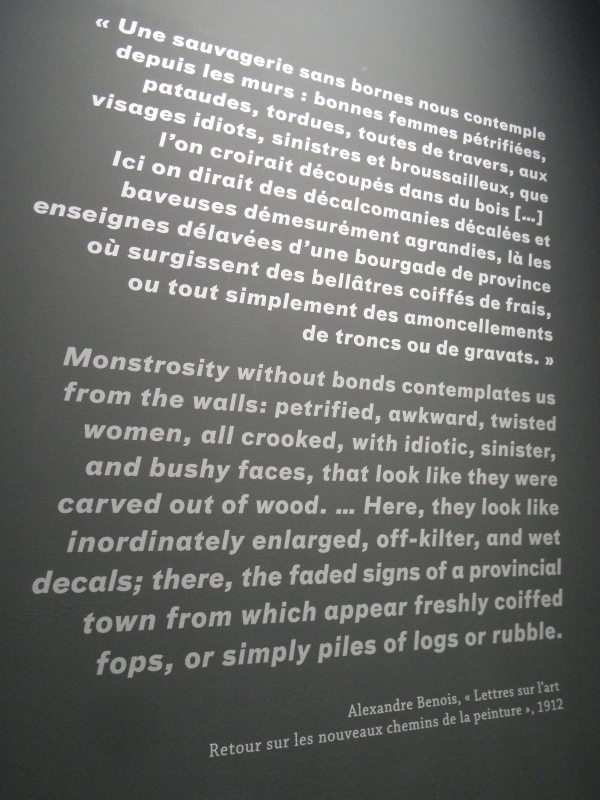 « Une sauvagerie sans bornes nous contemple
depuis les murs : bonnes femmes pétrifiées,
pataudes, tordues, toutes de travers, aux
visages idiots, sinistres et broussailleux, que
l'on croirait découpés dans du bois [...]
Ici on dirait des décalcomanies décalées et
baveuses démesurément agrandies, là les
enseignes délavées d'une bourgade de province
où surgissent des bellâtres coiffés de frais,
ou tout simplement des amoncellements
de troncs ou de gravats. »
Monstrosity without bonds contemplates us
from the walls: petrified, awkward, twisted
women, all crooked, with idiotic, sinister,
and bushy faces, that look like they were
carved out of wood. ... Here, they look like
inordinately enlarged, off-kilter, and wet
decals; there, the faded signs of a provincial
town from which appear freshly coiffed
fops, or simply piles of logs or rubble.
Alexandre Benois, « Lettres sur l'art
Retour sur les nouveaux chemins de la peinture », 1912